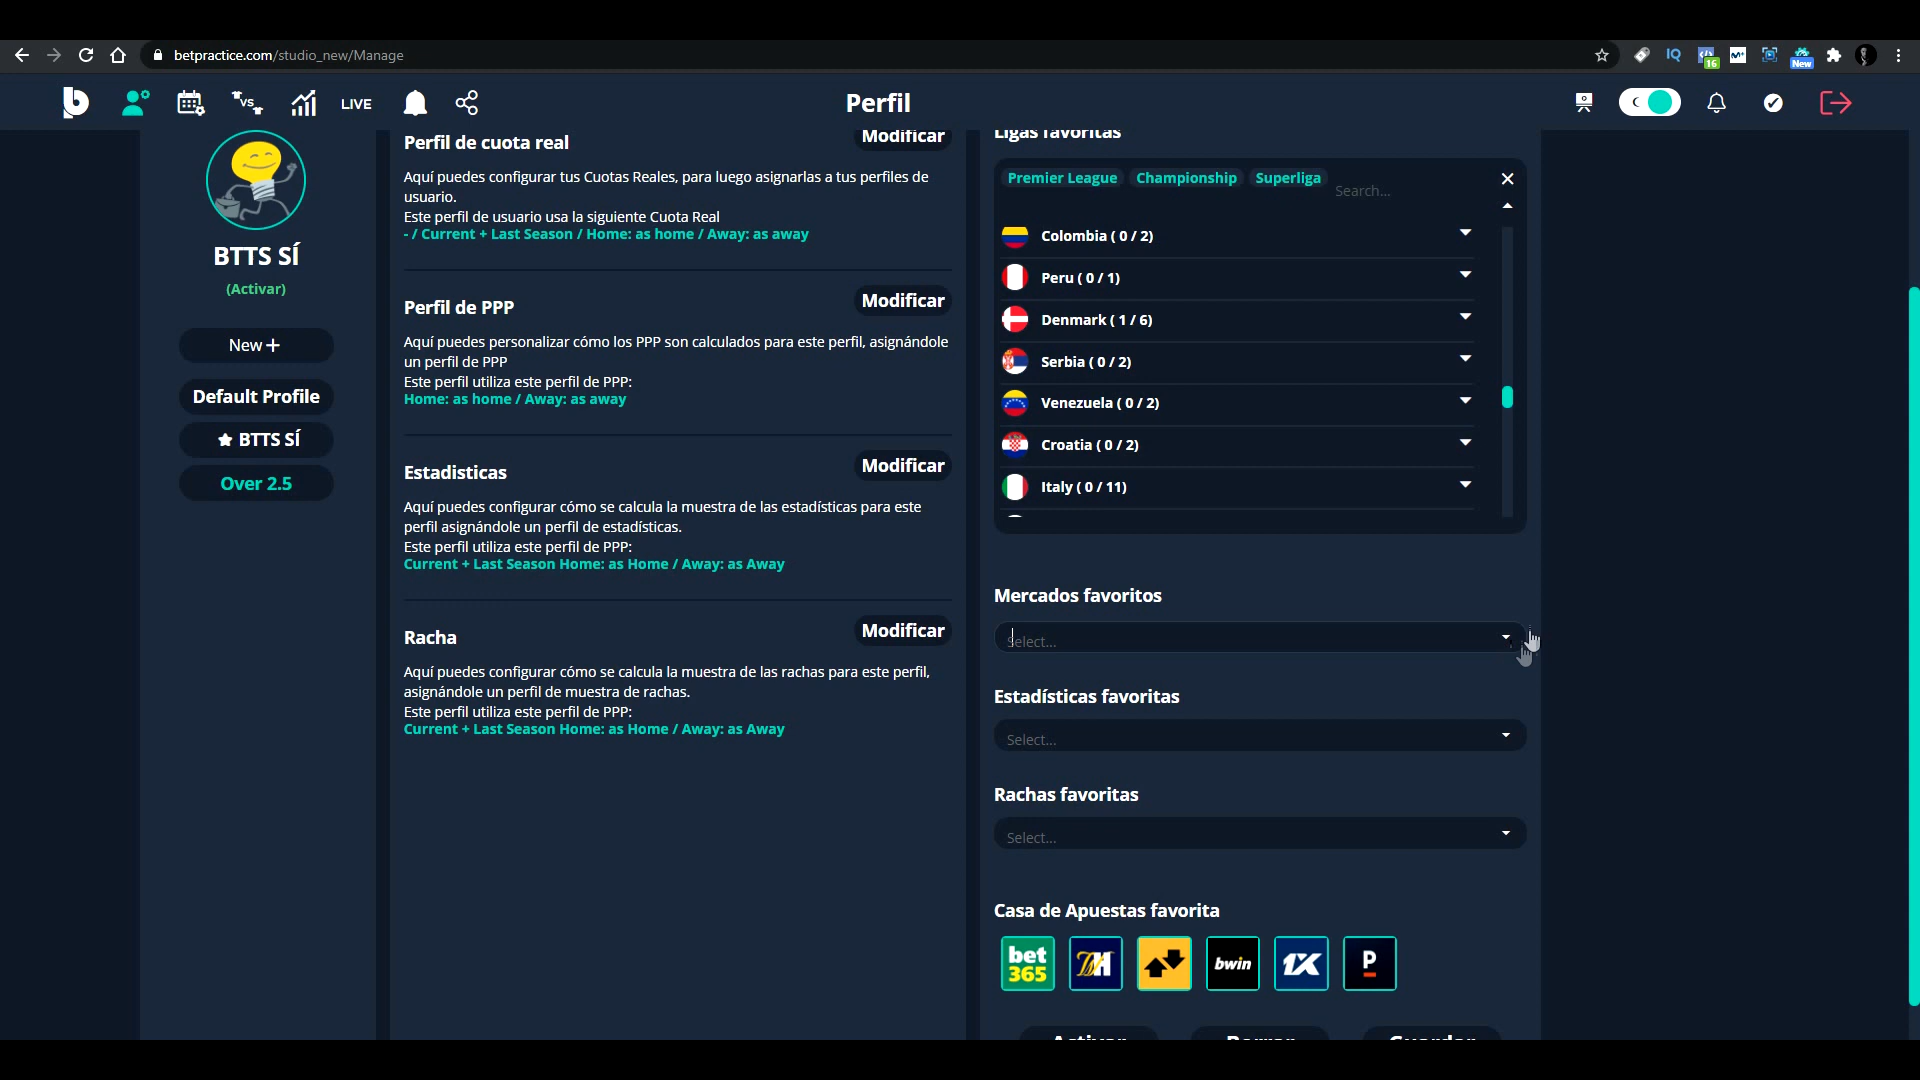 betpractice.com/studio_new/Manage
IQ
16
New
LIVE
Perfil
BTTS SÍ
(Activar)
New+
Default Profile
BTTS SÍ
Over 2.5
Perfil de cuota real
Modificar
Aquí puedes configurar tus Cuotas Reales, para luego asignarlas a tus perfiles de
usuario.
Este perfil de usuario usa la siguiente Cuota Real
- / Current + Last Season / Home: as home / Away: as away
Perfil de PPP
Modificar
Aquí puedes personalizar cómo los PPP son calculados para este perfil, asignándole
un perfil de PPP
Este perfil utiliza este perfil de PPP:
Home: as home / Away: as away
Estadisticas
Modificar
Aquí puedes configurar cómo se calcula la muestra de las estadísticas para este
perfil asignándole un perfil de estadísticas.
Este perfil utiliza este perfil de PPP:
Current + Last Season Home: as Home / Away: as Away
Racha
Modificar
Aquí puedes configurar cómo se calcula la muestra de las rachas para este perfil,
asignándole un perfil de muestra de rachas.
Este perfil utiliza este perfil de PPP:
Current + Last Season Home: as Home / Away: as Away
Ligas favoritas
Premier League Championship Superliga Search...
Colombia ( 0 / 2)
Peru ( 0 / 1)
Denmark ( 1 / 6)
Serbia ( 0 / 2)
Venezuela ( 0 / 2)
Croatia ( 0 / 2)
Italy ( 0 / 11)
Mercados favoritos
Select...
Estadísticas favoritas
Select...
Rachas favoritas
Select...
Casa de Apuestas favorita
bet
365
WH
bwin
1X
P
Activar
Borrar
Guardar